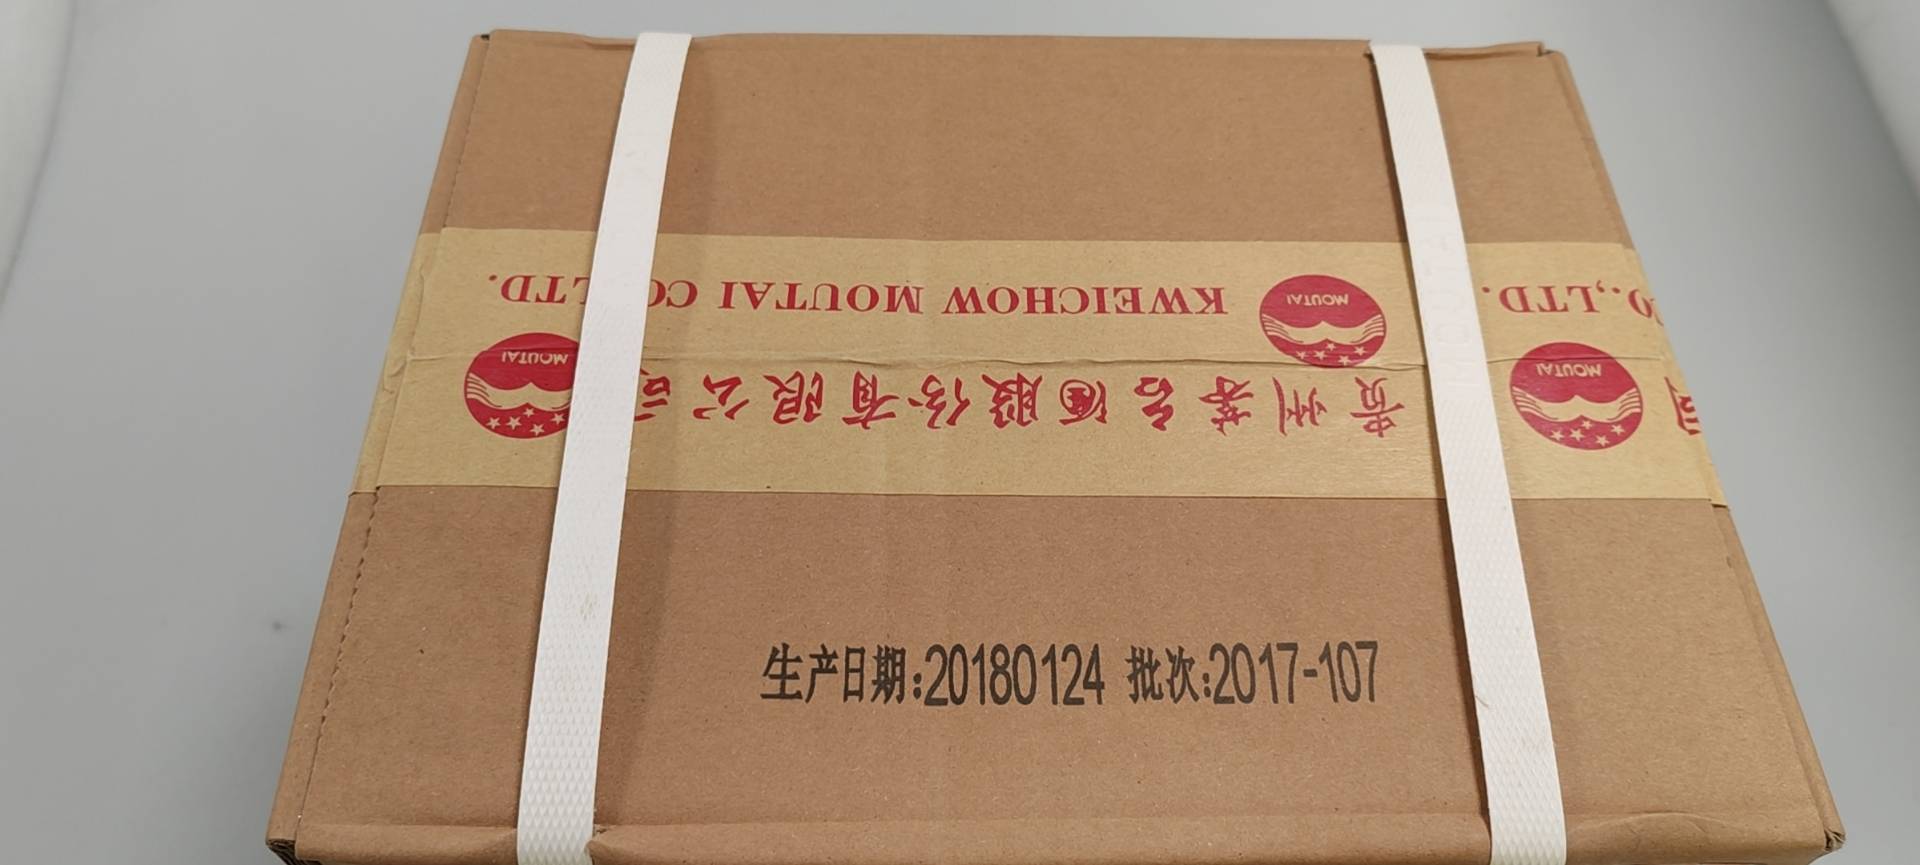 KWEICHOW MOUTAI CO LTD.
MOUTAI
O.,LTD.
MOUTAI
贵州茅台酒股份有限公司
MOUTAI
司
生产日期:20180124 批次:2017-107